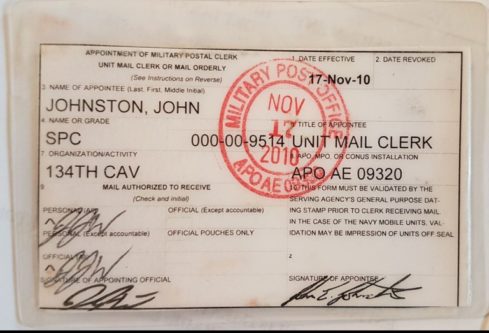 APPOINTMENT OF MILITARY POSTAL CLERK
UNIT MAIL CLERK OR MAIL ORDERLY
(See Instructions on Reverse)
1. DATE EFFECTIVE 2. DATE REVOKED
17-Nov-10
3. NAME OF APPOINTEE (Last, First, Middle Initial)
JOHNSTON, JOHN
4. NAME OR GRADE
TITLE OF APPOINTEE
SPC 000-00-9514 UNIT MAIL CLERK
7. ORGANIZATION/ACTIVITY
APO, MPO, OR CONUS INSTALLATION
134TH CAV APO AE 09320
MILITARY POST OFFICE
NOV
17
2010
APO AE
9 MAIL AUTHORIZED TO RECEIVE
(Check and initial)
PERSONAL OFFICIAL (Except accountable)
PERSONAL (Except accountable) OFFICIAL POUCHES ONLY
OFFICIAL
THIS FORM MUST BE VALIDATED BY THE
SERVING AGENCY'S GENERAL PURPOSE DAT-
ING STAMP PRIOR TO CLERK RECEIVING MAIL.
IN THE CASE OF THE NAVY MOBILE UNITS, VAL-
IDATION MAY BE IMPRESSION OF UNITS OFF SEAL
SIGNATURE OF APPOINTING OFFICIAL
SIGNATURE OF APPOINTEE